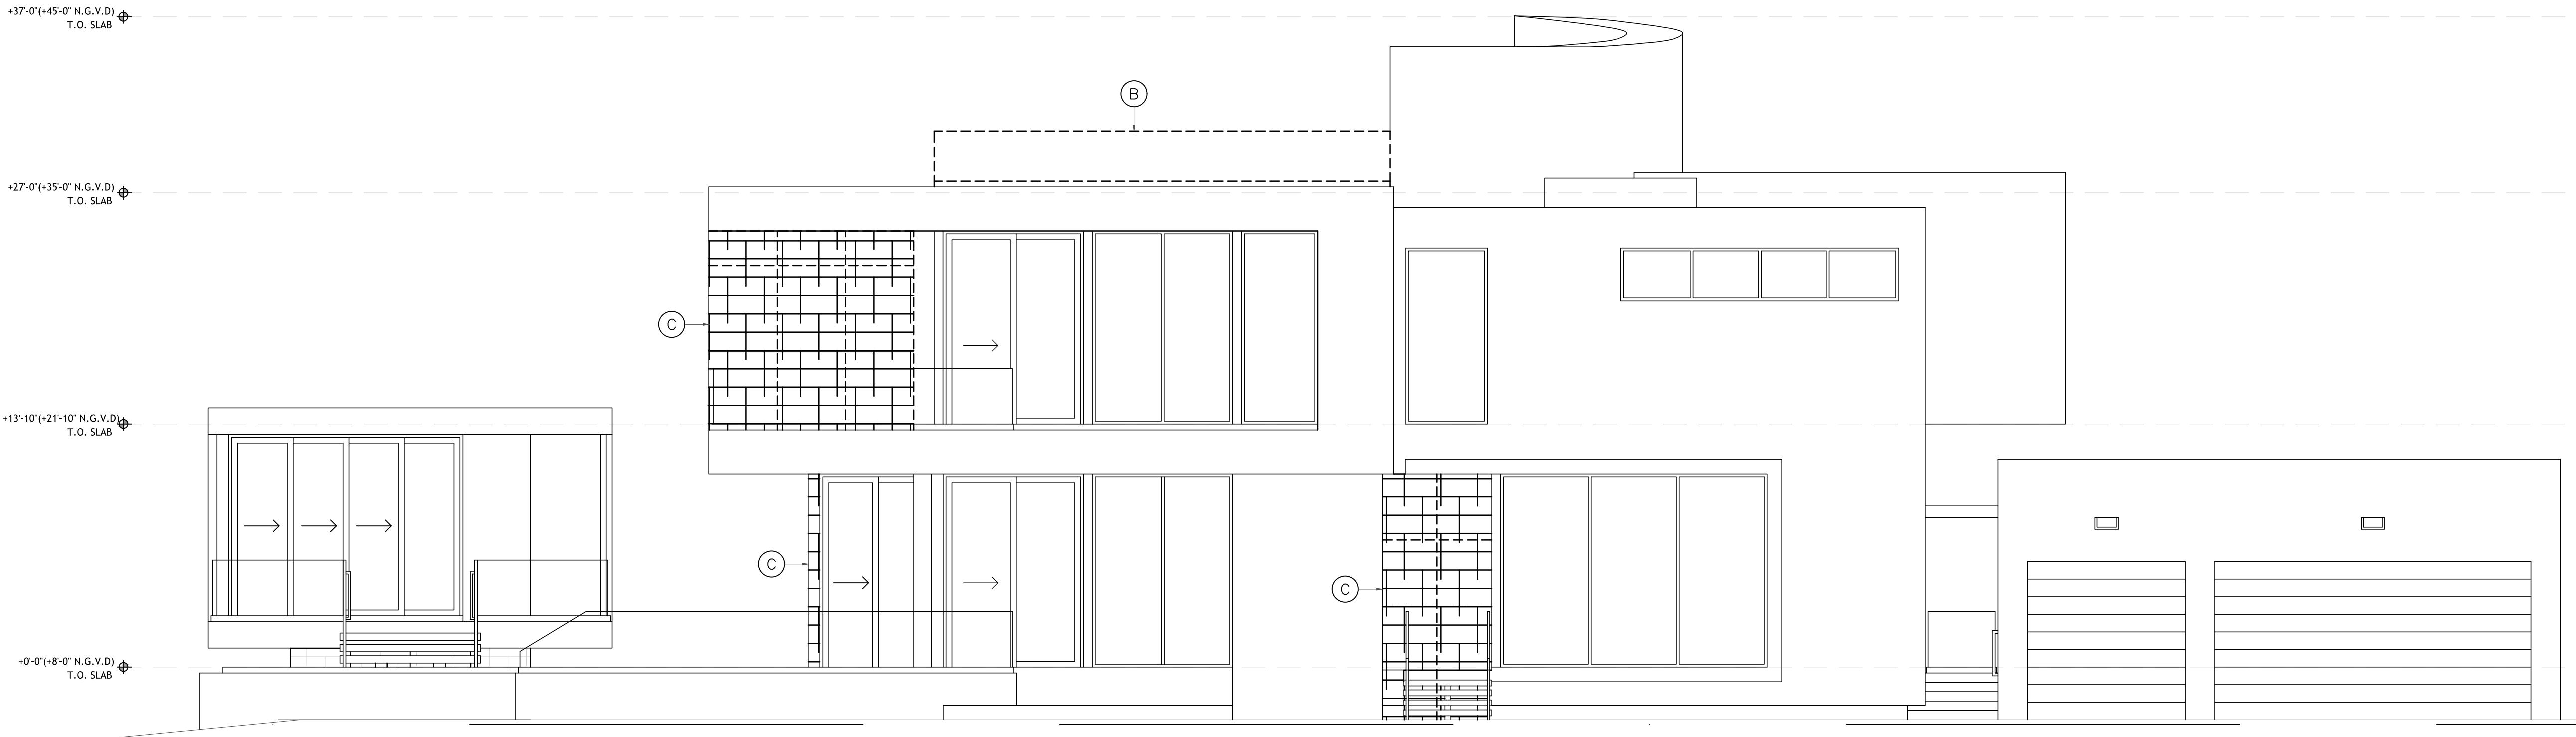 +37'-0"(+45'-0" N.G.V.D)
T.O. SLAB
B
+27'-0"(+35'-0" N.G.V.D)
T.O. SLAB
C
+13'-10"(+21'-10" N.G.V.D)
T.O. SLAB
C
C
+0'-0"(+8'-0" N.G.V.D)
T.O. SLAB